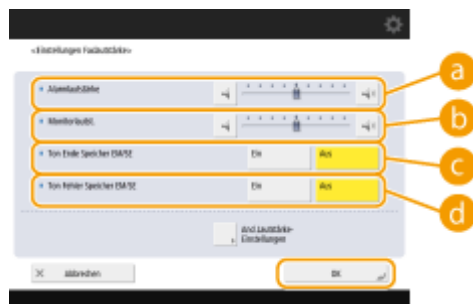 <Einstellungen Faxlautstärke>
Alarmlautstärke
a
Monitorlautst.
b
Ton Ende Speicher EM/SE
Ein
Aus
c
Ton Fehler Speicher EM/SE
Ein
Aus
d
And.Lautstärke-
Einstellungen
Abbrechen
OK